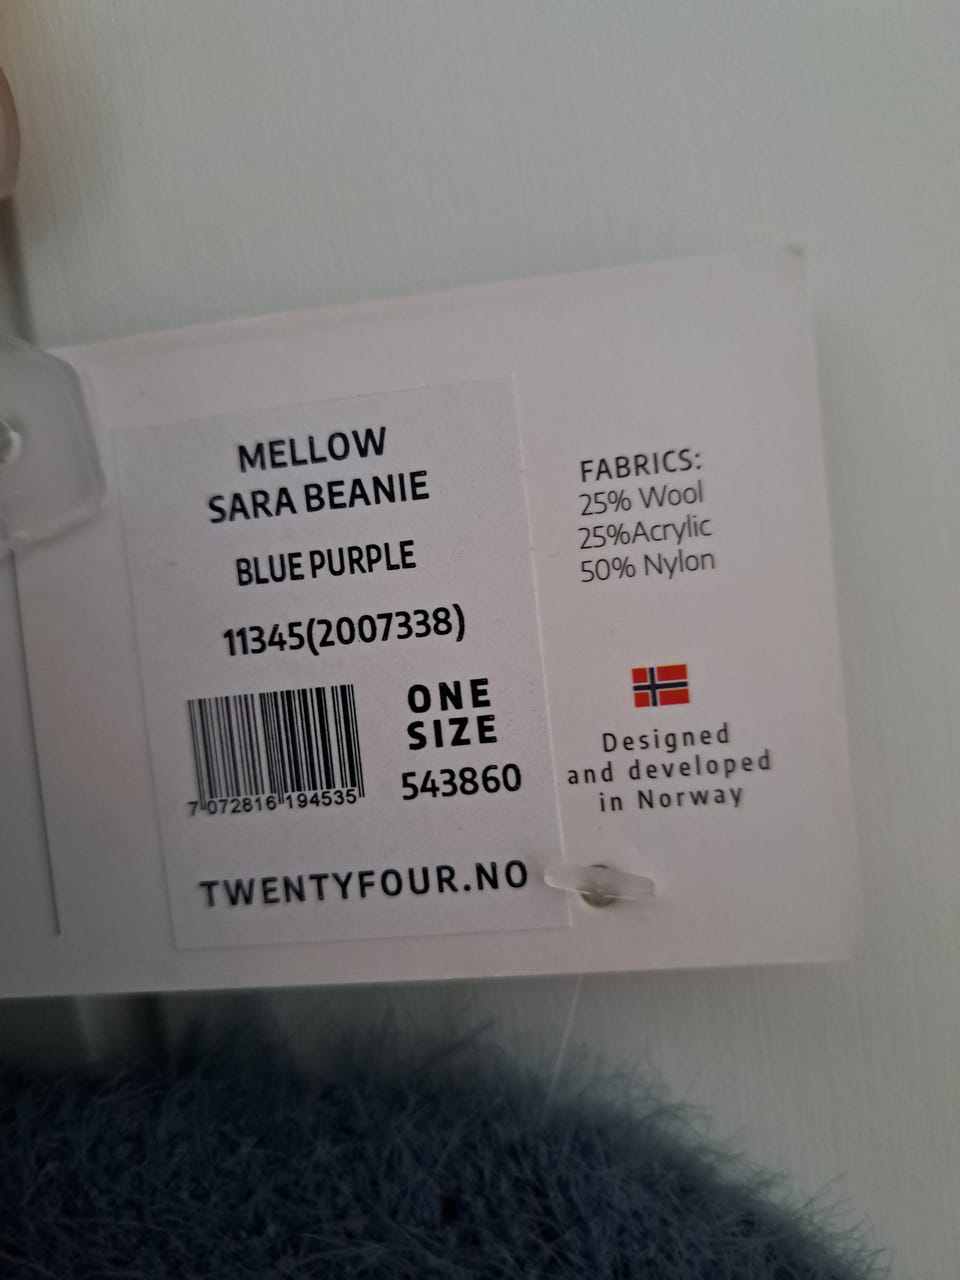 MELLOW
SARA BEANIE
BLUE PURPLE
11345(2007338)
ONE
SIZE
543860
7 072816 194535
TWENTYFOUR.NO
FABRICS:
25% Wool
25%Acrylic
50% Nylon
Designed
and developed
in Norway